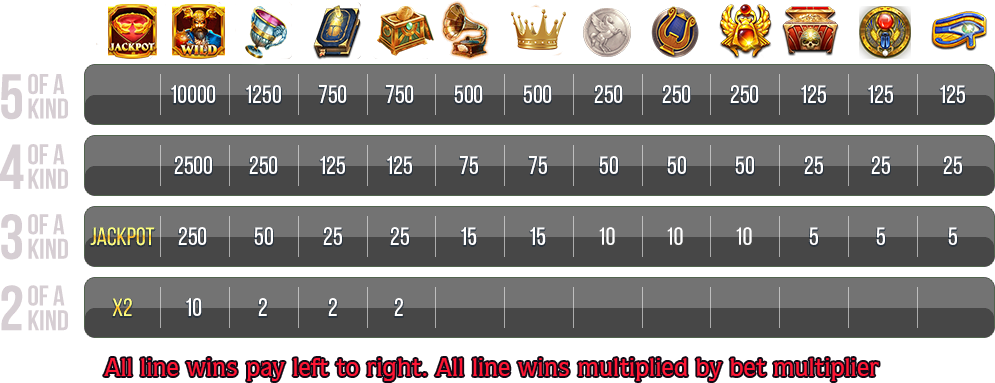 JACKPOT WILD
5 OF A KIND 10000 1250 750 750 500 500 250 250 250 125 125 125
4 OF A KIND 2500 250 125 125 75 75 50 50 50 25 25 25
3 OF A KIND JACKPOT 250 50 25 25 15 15 10 10 10 5 5 5
2 OF A KIND X2 10 2 2 2
All line wins pay left to right. All line wins multiplied by bet multiplier